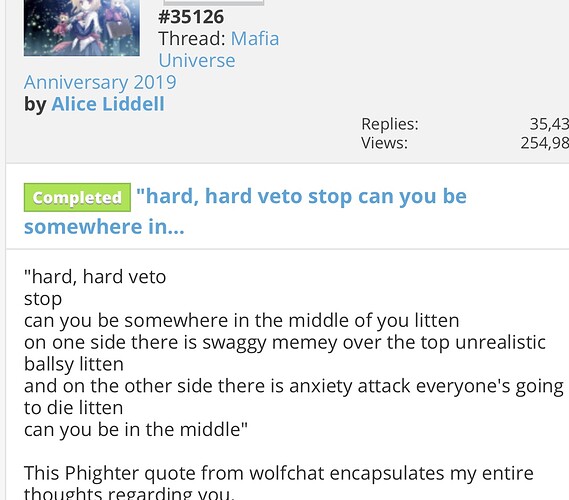 #35126
Thread: Mafia
Universe
Anniversary 2019
by Alice Liddell
Replies: 35,43
Views: 254,98
Completed "hard, hard veto stop can you be
somewhere in...
"hard, hard veto
stop
can you be somewhere in the middle of you litten
on one side there is swaggy memey over the top unrealistic
ballsy litten
and on the other side there is anxiety attack everyone's going
to die litten
can you be in the middle"
This Phighter quote from wolfchat encapsulates my entire
thoughts regarding you.